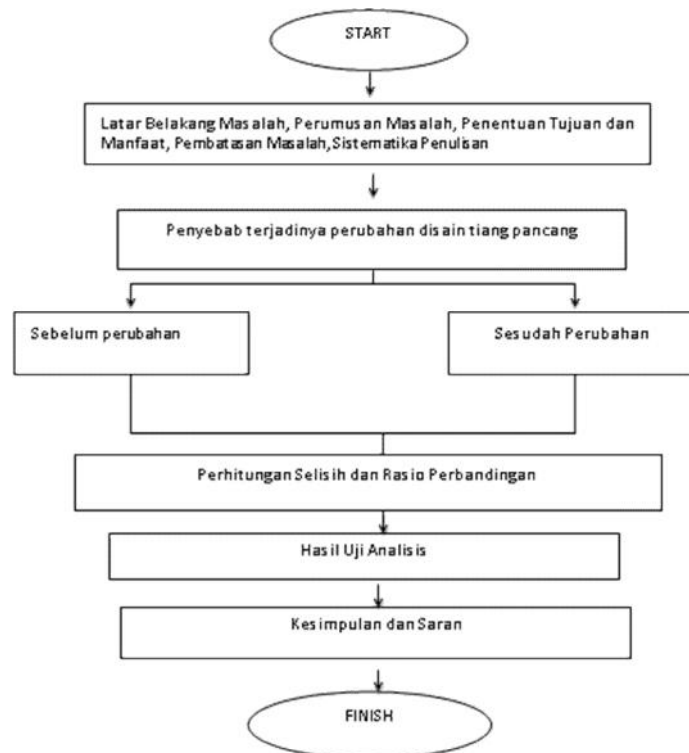 START
Latar Belakang Masalah, Perumusan Masalah, Penentuan Tujuan dan
Manfaat, Pembatasan Masalah,Sistematika Penulisan
Penyebab terjadinya perubahan disain tiang pancang
Sebelum perubahan
Sesudah Perubahan
Perhitungan Selisih dan Rasio Perbandingan
Hasil Uji Analisis
Kesimpulan dan Saran
FINISH